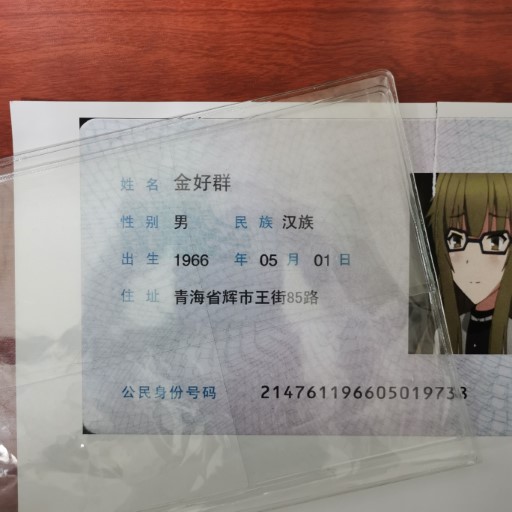 姓名 金好群
性别 男 民族 汉族
出生 1966 年 05 月 01 日
住址 青海省辉市王街85路
公民身份号码 214761196605019733